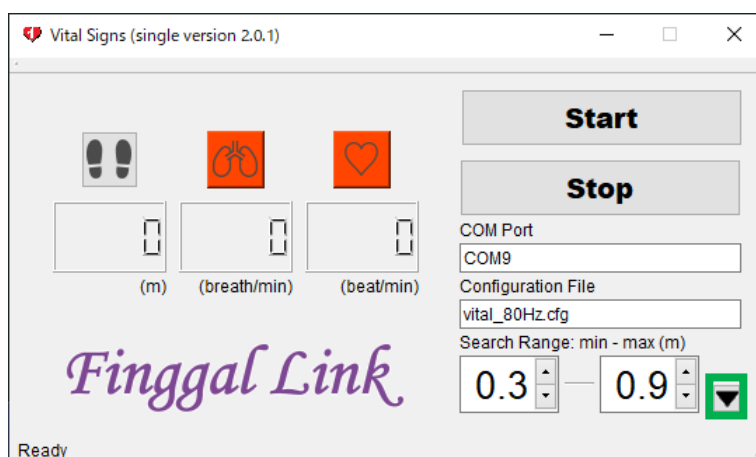 Vital Signs (single version 2.0.1)
Start
Stop
0 0 0
(m) (breath/min) (beat/min)
COM Port
COM9
Configuration File
vital_80Hz.cfg
Search Range: min - max (m)
0.3 — 0.9
Finggal Link
Ready